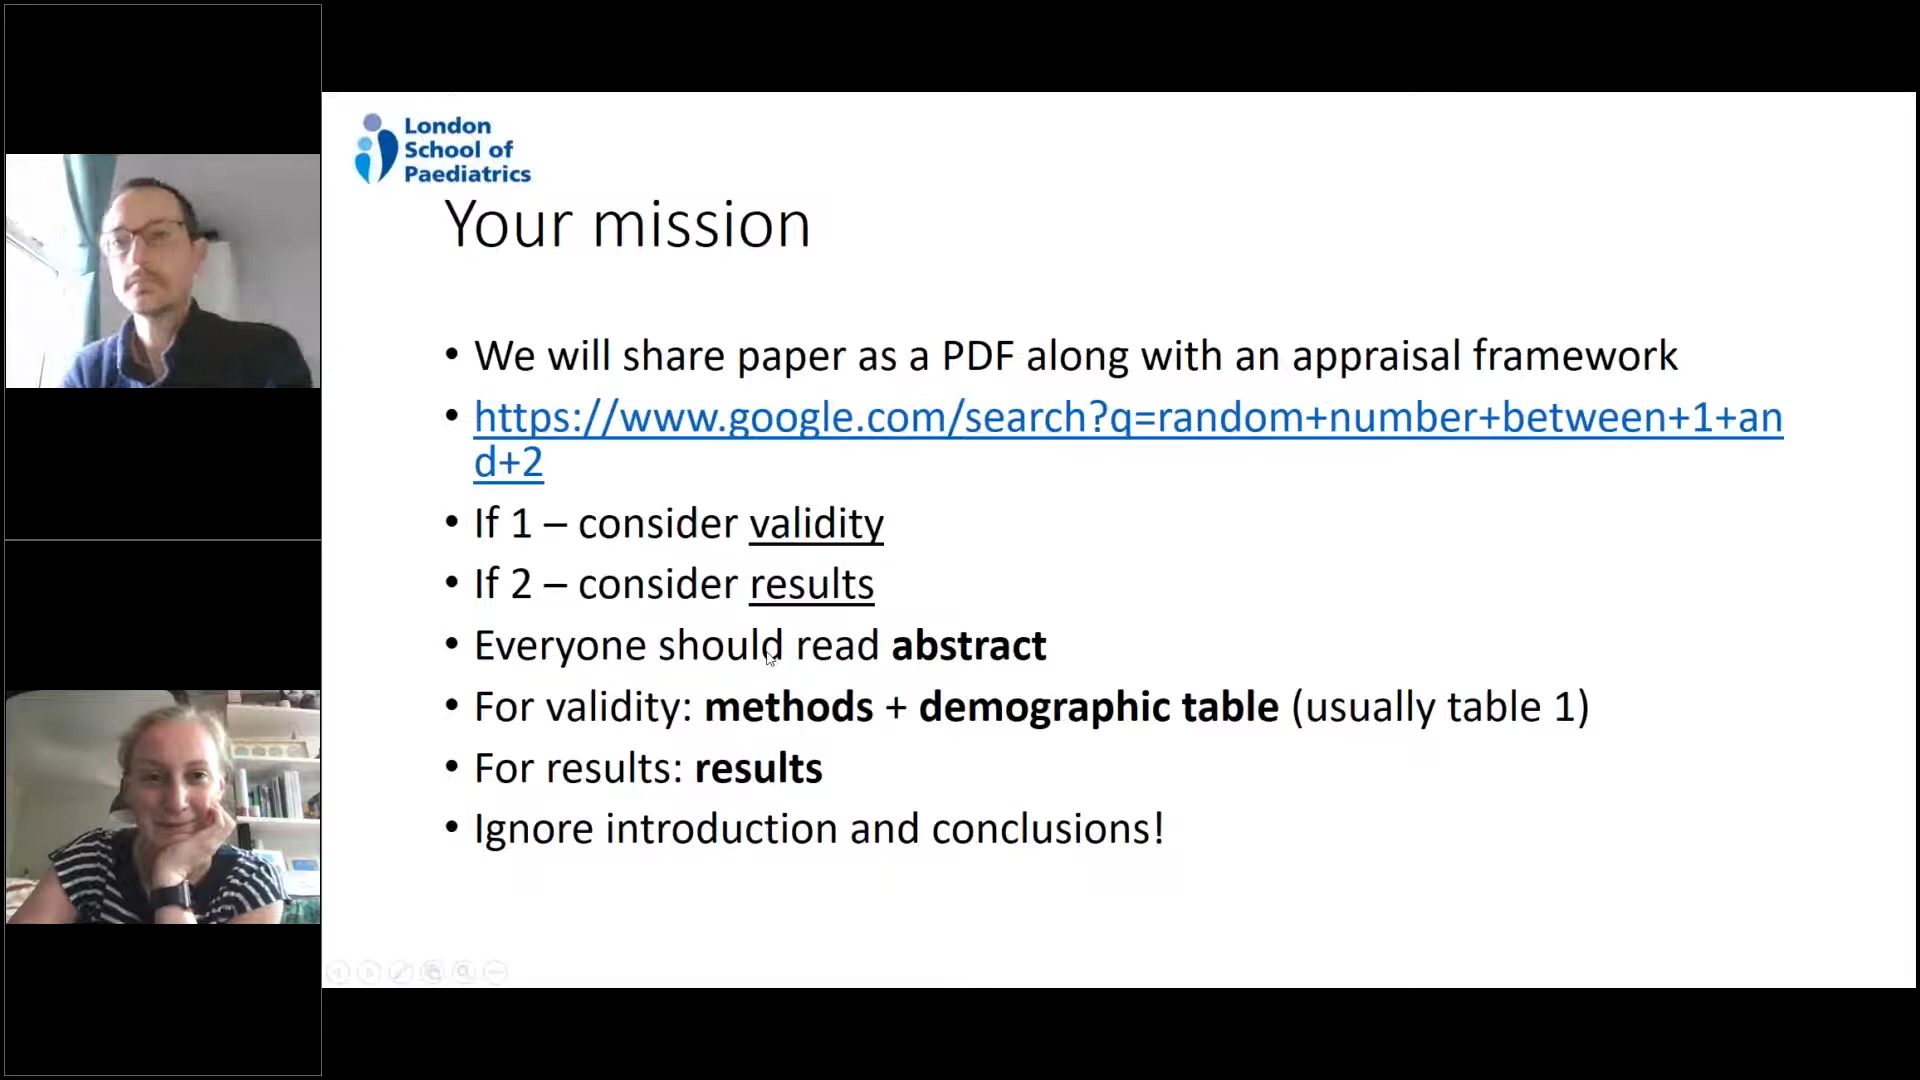 London
School of
Paediatrics
Your mission
• We will share paper as a PDF along with an appraisal framework
• https://www.google.com/search?q=random+number+between+1+an
d+2
• If 1 – consider validity
• If 2 – consider results
• Everyone should read abstract
• For validity: methods + demographic table (usually table 1)
• For results: results
• Ignore introduction and conclusions!